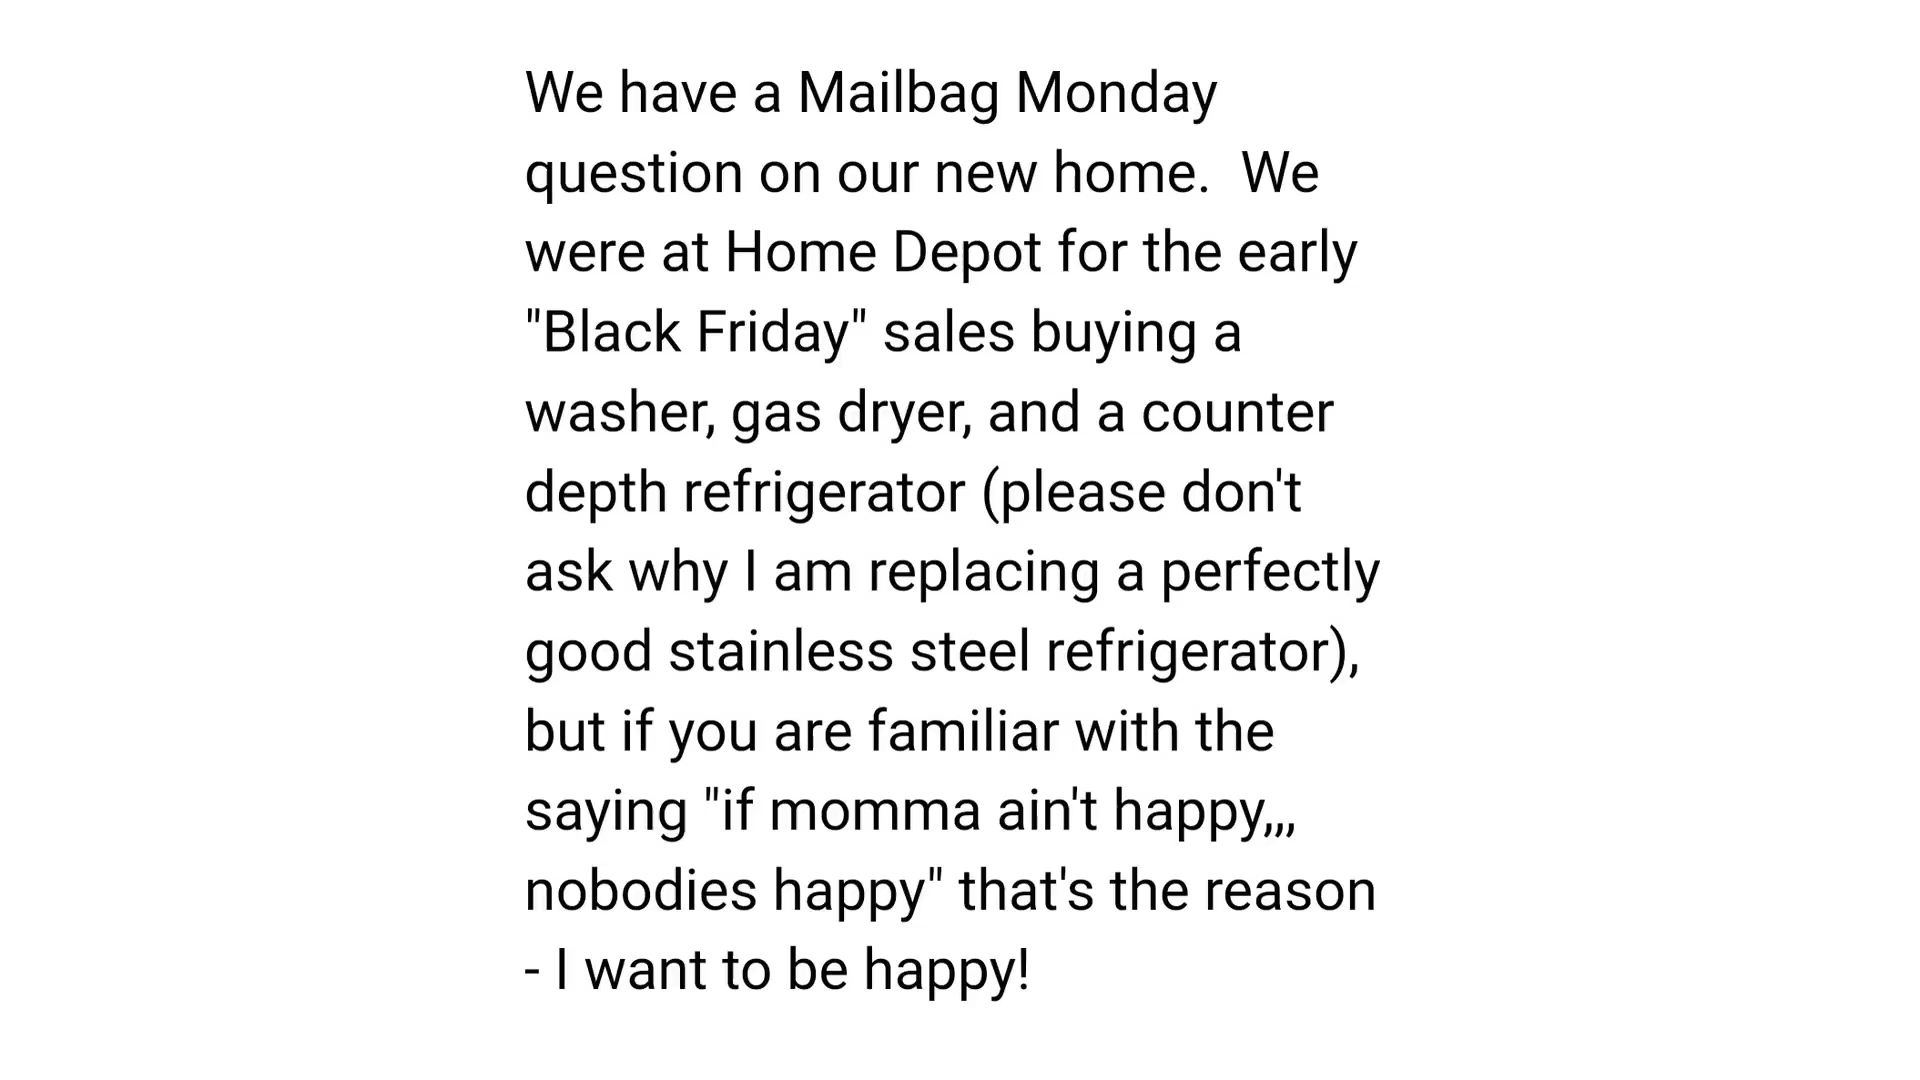 We have a Mailbag Monday
question on our new home.  We
were at Home Depot for the early
"Black Friday" sales buying a
washer, gas dryer, and a counter
depth refrigerator (please don't
ask why I am replacing a perfectly
good stainless steel refrigerator),
but if you are familiar with the
saying "if momma ain't happy,,,
nobodies happy" that's the reason
- I want to be happy!